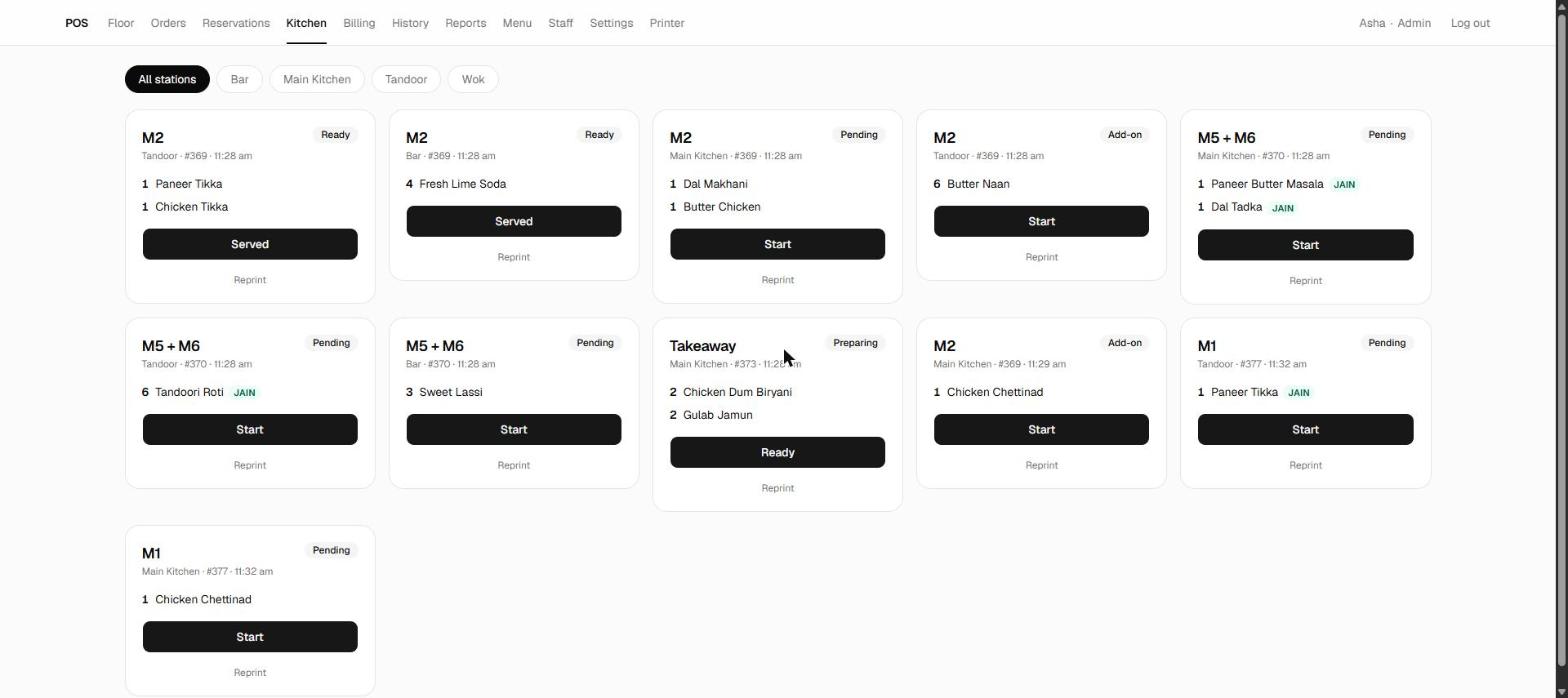 POS Floor Orders Reservations Kitchen Billing History Reports Menu Staff Settings Printer Asha · Admin Log out
All stations Bar Main Kitchen Tandoor Wok
M2 Ready
Tandoor · #369 · 11:28 am
1 Paneer Tikka
1 Chicken Tikka
Served
Reprint
M2 Ready
Bar · #369 · 11:28 am
4 Fresh Lime Soda
Served
Reprint
M2 Pending
Main Kitchen · #369 · 11:28 am
1 Dal Makhani
1 Butter Chicken
Start
Reprint
M2 Add-on
Tandoor · #369 · 11:28 am
6 Butter Naan
Start
Reprint
M5 + M6 Pending
Main Kitchen · #370 · 11:28 am
1 Paneer Butter Masala JAIN
1 Dal Tadka JAIN
Start
Reprint
M5 + M6 Pending
Tandoor · #370 · 11:28 am
6 Tandoori Roti JAIN
Start
Reprint
M5 + M6 Pending
Bar · #370 · 11:28 am
3 Sweet Lassi
Start
Reprint
Takeaway Preparing
Main Kitchen · #373 · 11:28 am
2 Chicken Dum Biryani
2 Gulab Jamun
Ready
Reprint
M2 Add-on
Main Kitchen · #369 · 11:29 am
1 Chicken Chettinad
Start
Reprint
M1 Pending
Tandoor · #377 · 11:32 am
1 Paneer Tikka JAIN
Start
Reprint
M1 Pending
Main Kitchen · #377 · 11:32 am
1 Chicken Chettinad
Start
Reprint